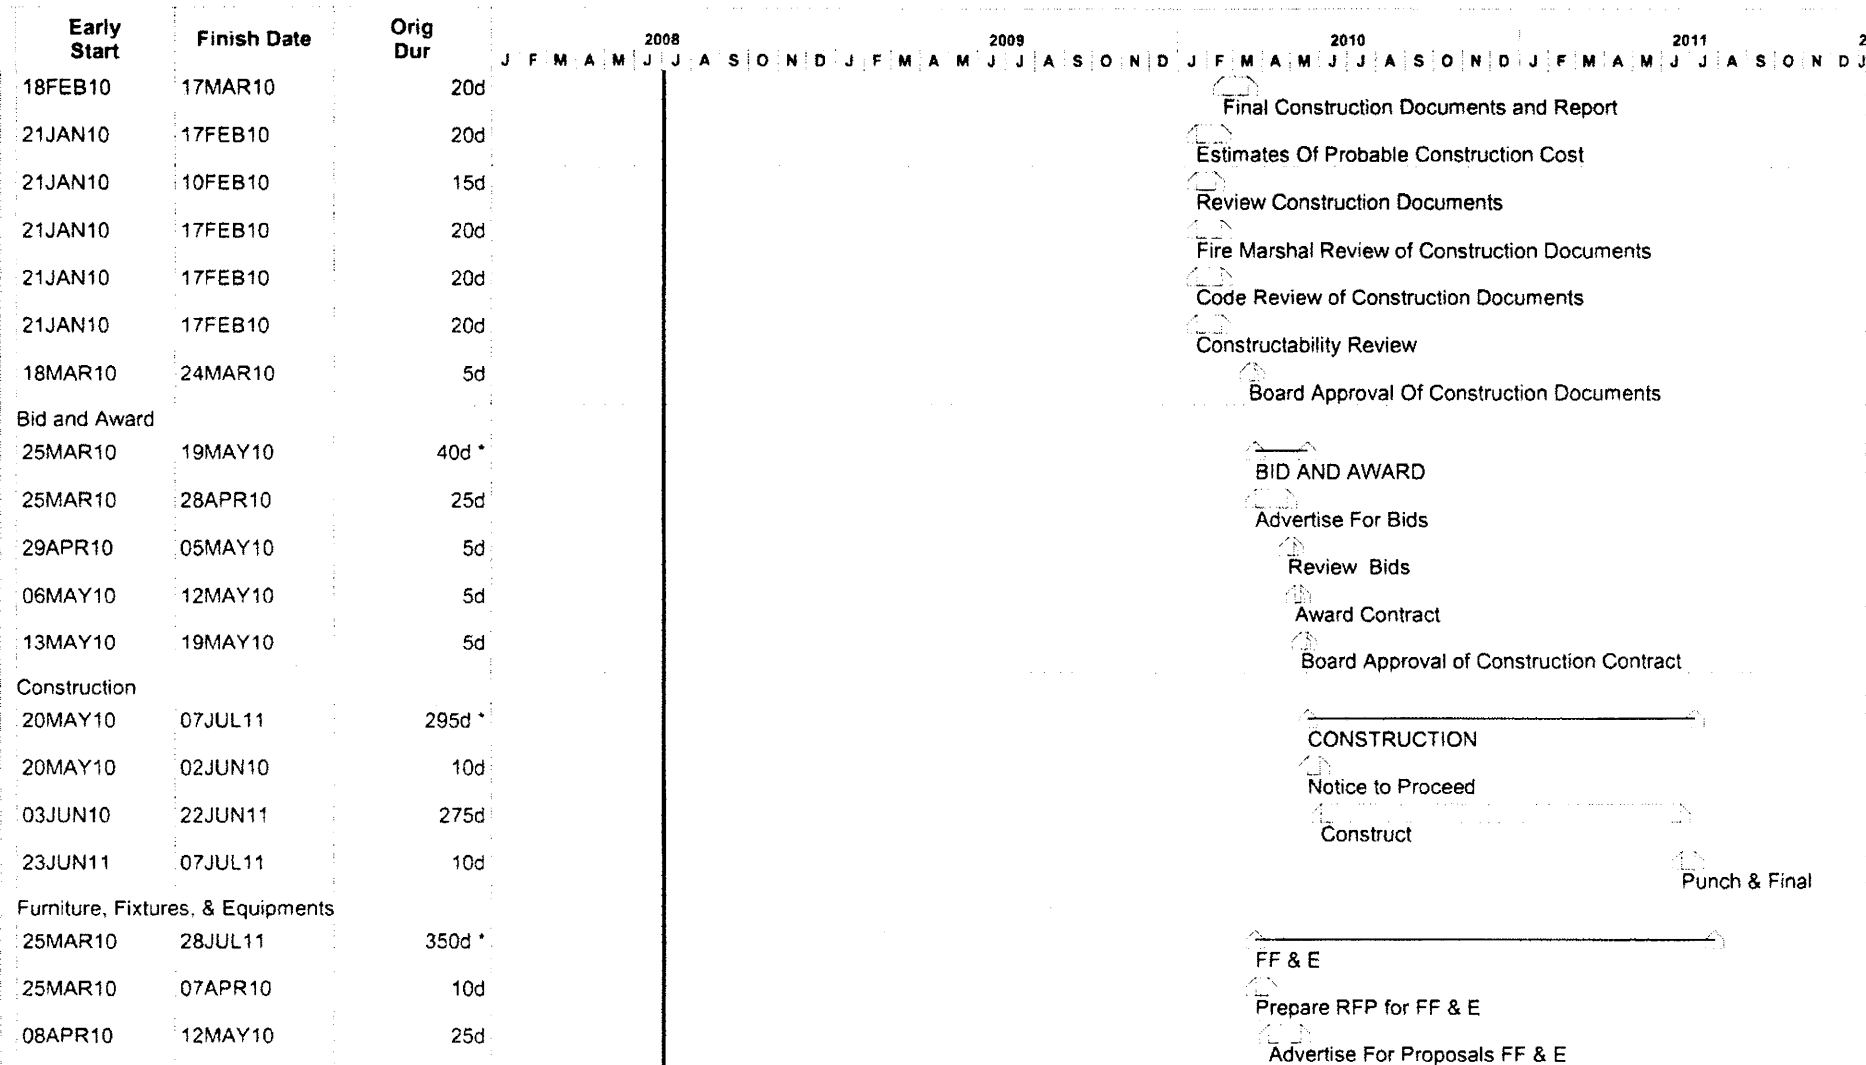 Early Start Finish Date Orig Dur
2008 2009 2010 2011 2
J F M A M J J A S O N D J F M A M J J A S O N D J F M A M J J A S O N D J F M A M J J A S O N D J
18FEB10 17MAR10 20d
Final Construction Documents and Report
21JAN10 17FEB10 20d
Estimates Of Probable Construction Cost
21JAN10 10FEB10 15d
Review Construction Documents
21JAN10 17FEB10 20d
Fire Marshal Review of Construction Documents
21JAN10 17FEB10 20d
Code Review of Construction Documents
21JAN10 17FEB10 20d
Constructability Review
18MAR10 24MAR10 5d
Board Approval Of Construction Documents
Bid and Award
25MAR10 19MAY10 40d *
BID AND AWARD
25MAR10 28APR10 25d
Advertise For Bids
29APR10 05MAY10 5d
Review Bids
06MAY10 12MAY10 5d
Award Contract
13MAY10 19MAY10 5d
Board Approval of Construction Contract
Construction
20MAY10 07JUL11 295d *
CONSTRUCTION
20MAY10 02JUN10 10d
Notice to Proceed
03JUN10 22JUN11 275d
Construct
23JUN11 07JUL11 10d
Punch & Final
Furniture, Fixtures, & Equipments
25MAR10 28JUL11 350d *
FF & E
25MAR10 07APR10 10d
Prepare RFP for FF & E
08APR10 12MAY10 25d
Advertise For Proposals FF & E